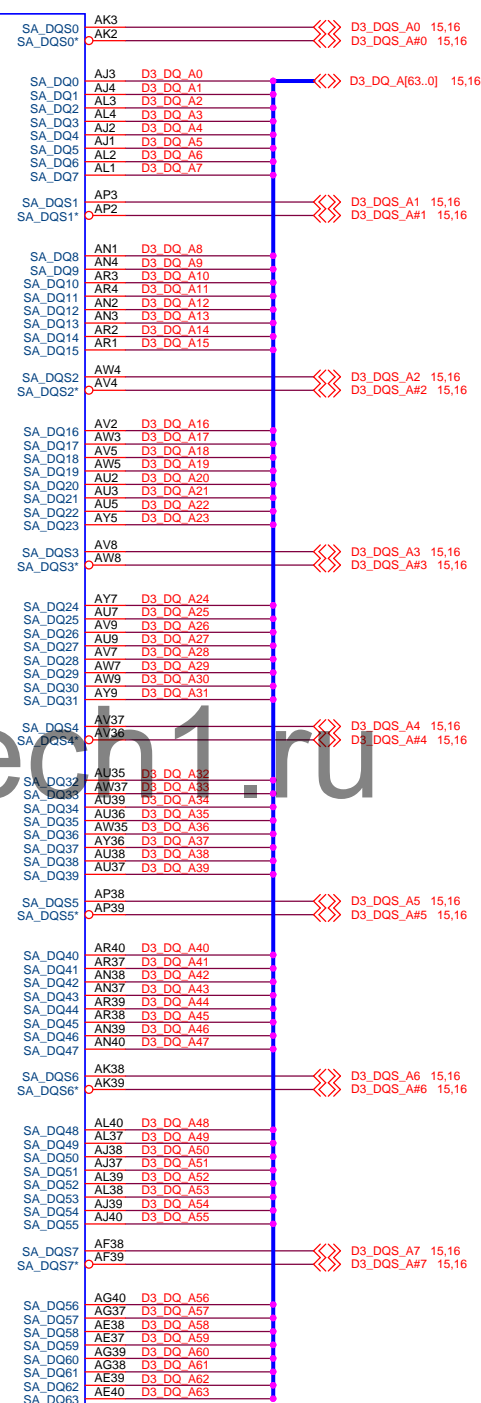 SA_DQS0 AK3 D3_DQS_A0 15,16
SA_DQS0* AK2 D3_DQS_A#0 15,16
SA_DQ0 AJ3 D3_DQ_A0 D3_DQ_A[63..0] 15,16
SA_DQ1 AJ4 D3_DQ_A1
SA_DQ2 AL3 D3_DQ_A2
SA_DQ3 AL4 D3_DQ_A3
SA_DQ4 AJ2 D3_DQ_A4
SA_DQ5 AJ1 D3_DQ_A5
SA_DQ6 AL2 D3_DQ_A6
SA_DQ7 AL1 D3_DQ_A7
SA_DQS1 AP3 D3_DQS_A1 15,16
SA_DQS1* AP2 D3_DQS_A#1 15,16
SA_DQ8 AN1 D3_DQ_A8
SA_DQ9 AN4 D3_DQ_A9
SA_DQ10 AR3 D3_DQ_A10
SA_DQ11 AR4 D3_DQ_A11
SA_DQ12 AN2 D3_DQ_A12
SA_DQ13 AN3 D3_DQ_A13
SA_DQ14 AR2 D3_DQ_A14
SA_DQ15 AR1 D3_DQ_A15
SA_DQS2 AW4 D3_DQS_A2 15,16
SA_DQS2* AV4 D3_DQS_A#2 15,16
SA_DQ16 AV2 D3_DQ_A16
SA_DQ17 AW3 D3_DQ_A17
SA_DQ18 AV5 D3_DQ_A18
SA_DQ19 AW5 D3_DQ_A19
SA_DQ20 AU2 D3_DQ_A20
SA_DQ21 AU3 D3_DQ_A21
SA_DQ22 AU5 D3_DQ_A22
SA_DQ23 AY5 D3_DQ_A23
SA_DQS3 AV8 D3_DQS_A3 15,16
SA_DQS3* AW8 D3_DQS_A#3 15,16
SA_DQ24 AY7 D3_DQ_A24
SA_DQ25 AU7 D3_DQ_A25
SA_DQ26 AV9 D3_DQ_A26
SA_DQ27 AU9 D3_DQ_A27
SA_DQ28 AV7 D3_DQ_A28
SA_DQ29 AW7 D3_DQ_A29
SA_DQ30 AW9 D3_DQ_A30
SA_DQ31 AY9 D3_DQ_A31
SA_DQS4 AV37 D3_DQS_A4 15,16
SA_DQS4* AV36 D3_DQS_A#4 15,16
ech1.ru
SA_DQ32 AU35 D3_DQ_A32
SA_DQ33 AW37 D3_DQ_A33
SA_DQ34 AU39 D3_DQ_A34
SA_DQ35 AU36 D3_DQ_A35
SA_DQ36 AW35 D3_DQ_A36
SA_DQ37 AY36 D3_DQ_A37
SA_DQ38 AU38 D3_DQ_A38
SA_DQ39 AU37 D3_DQ_A39
SA_DQS5 AP38 D3_DQS_A5 15,16
SA_DQS5* AP39 D3_DQS_A#5 15,16
SA_DQ40 AR40 D3_DQ_A40
SA_DQ41 AR37 D3_DQ_A41
SA_DQ42 AN38 D3_DQ_A42
SA_DQ43 AN37 D3_DQ_A43
SA_DQ44 AR39 D3_DQ_A44
SA_DQ45 AR38 D3_DQ_A45
SA_DQ46 AN39 D3_DQ_A46
SA_DQ47 AN40 D3_DQ_A47
SA_DQS6 AK38 D3_DQS_A6 15,16
SA_DQS6* AK39 D3_DQS_A#6 15,16
SA_DQ48 AL40 D3_DQ_A48
SA_DQ49 AL37 D3_DQ_A49
SA_DQ50 AJ38 D3_DQ_A50
SA_DQ51 AJ37 D3_DQ_A51
SA_DQ52 AL39 D3_DQ_A52
SA_DQ53 AL38 D3_DQ_A53
SA_DQ54 AJ39 D3_DQ_A54
SA_DQ55 AJ40 D3_DQ_A55
SA_DQS7 AF38 D3_DQS_A7 15,16
SA_DQS7* AF39 D3_DQS_A#7 15,16
SA_DQ56 AG40 D3_DQ_A56
SA_DQ57 AG37 D3_DQ_A57
SA_DQ58 AE38 D3_DQ_A58
SA_DQ59 AE37 D3_DQ_A59
SA_DQ60 AG39 D3_DQ_A60
SA_DQ61 AG38 D3_DQ_A61
SA_DQ62 AE39 D3_DQ_A62
SA_DQ63 AE40 D3_DQ_A63